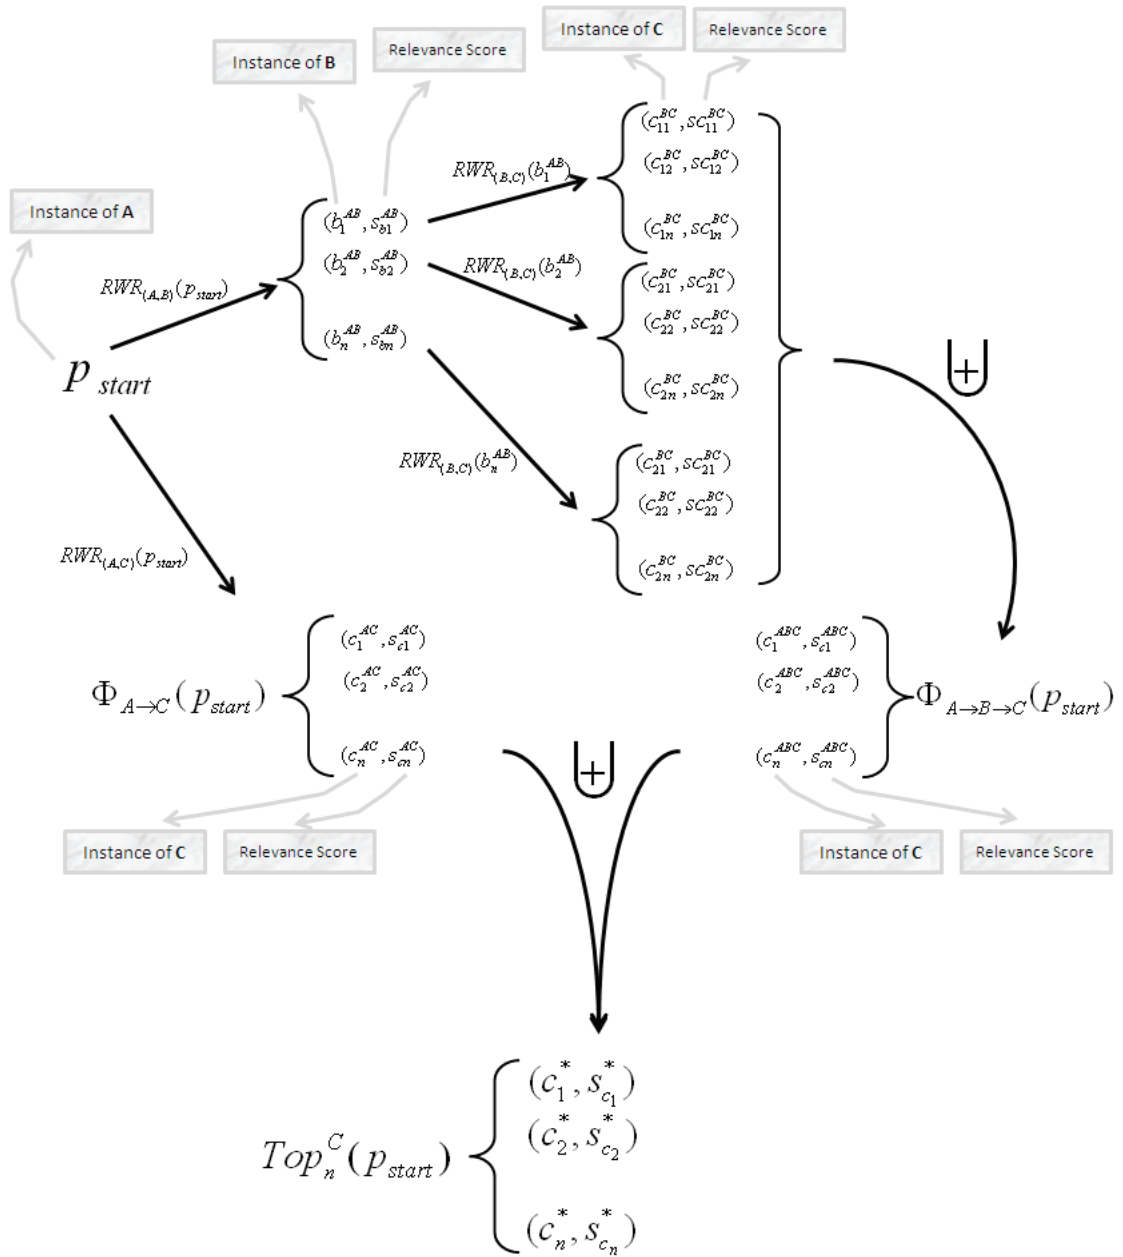 Instance of C
Relevance Score
Instance of B
Relevance Score
Instance of A
(c_{11}^{BC}, sc_{11}^{BC})
(c_{12}^{BC}, sc_{12}^{BC})
(c_{1n}^{BC}, sc_{1n}^{BC})
RWR_{(B,C)}(b_1^{AB})
(b_1^{AB}, s_{b1}^{AB})
(b_2^{AB}, s_{b2}^{AB})
(b_n^{AB}, s_{bn}^{AB})
RWR_{(B,C)}(b_2^{AB})
(c_{21}^{BC}, sc_{21}^{BC})
(c_{22}^{BC}, sc_{22}^{BC})
(c_{2n}^{BC}, sc_{2n}^{BC})
RWR_{(A,B)}(p_{start})
p_{start}
⊎
RWR_{(B,C)}(b_n^{AB})
(c_{21}^{BC}, sc_{21}^{BC})
(c_{22}^{BC}, sc_{22}^{BC})
(c_{2n}^{BC}, sc_{2n}^{BC})
RWR_{(A,C)}(p_{start})
Φ_{A→C}(p_{start})
(c_1^{AC}, s_{c1}^{AC})
(c_2^{AC}, s_{c2}^{AC})
(c_n^{AC}, s_{cn}^{AC})
(c_1^{ABC}, s_{c1}^{ABC})
(c_2^{ABC}, s_{c2}^{ABC})
(c_n^{ABC}, s_{cn}^{ABC})
Φ_{A→B→C}(p_{start})
⊎
Instance of C
Relevance Score
Instance of C
Relevance Score
Top_n^C(p_{start})
(c_1^*, s_{c_1}^*)
(c_2^*, s_{c_2}^*)
(c_n^*, s_{c_n}^*)